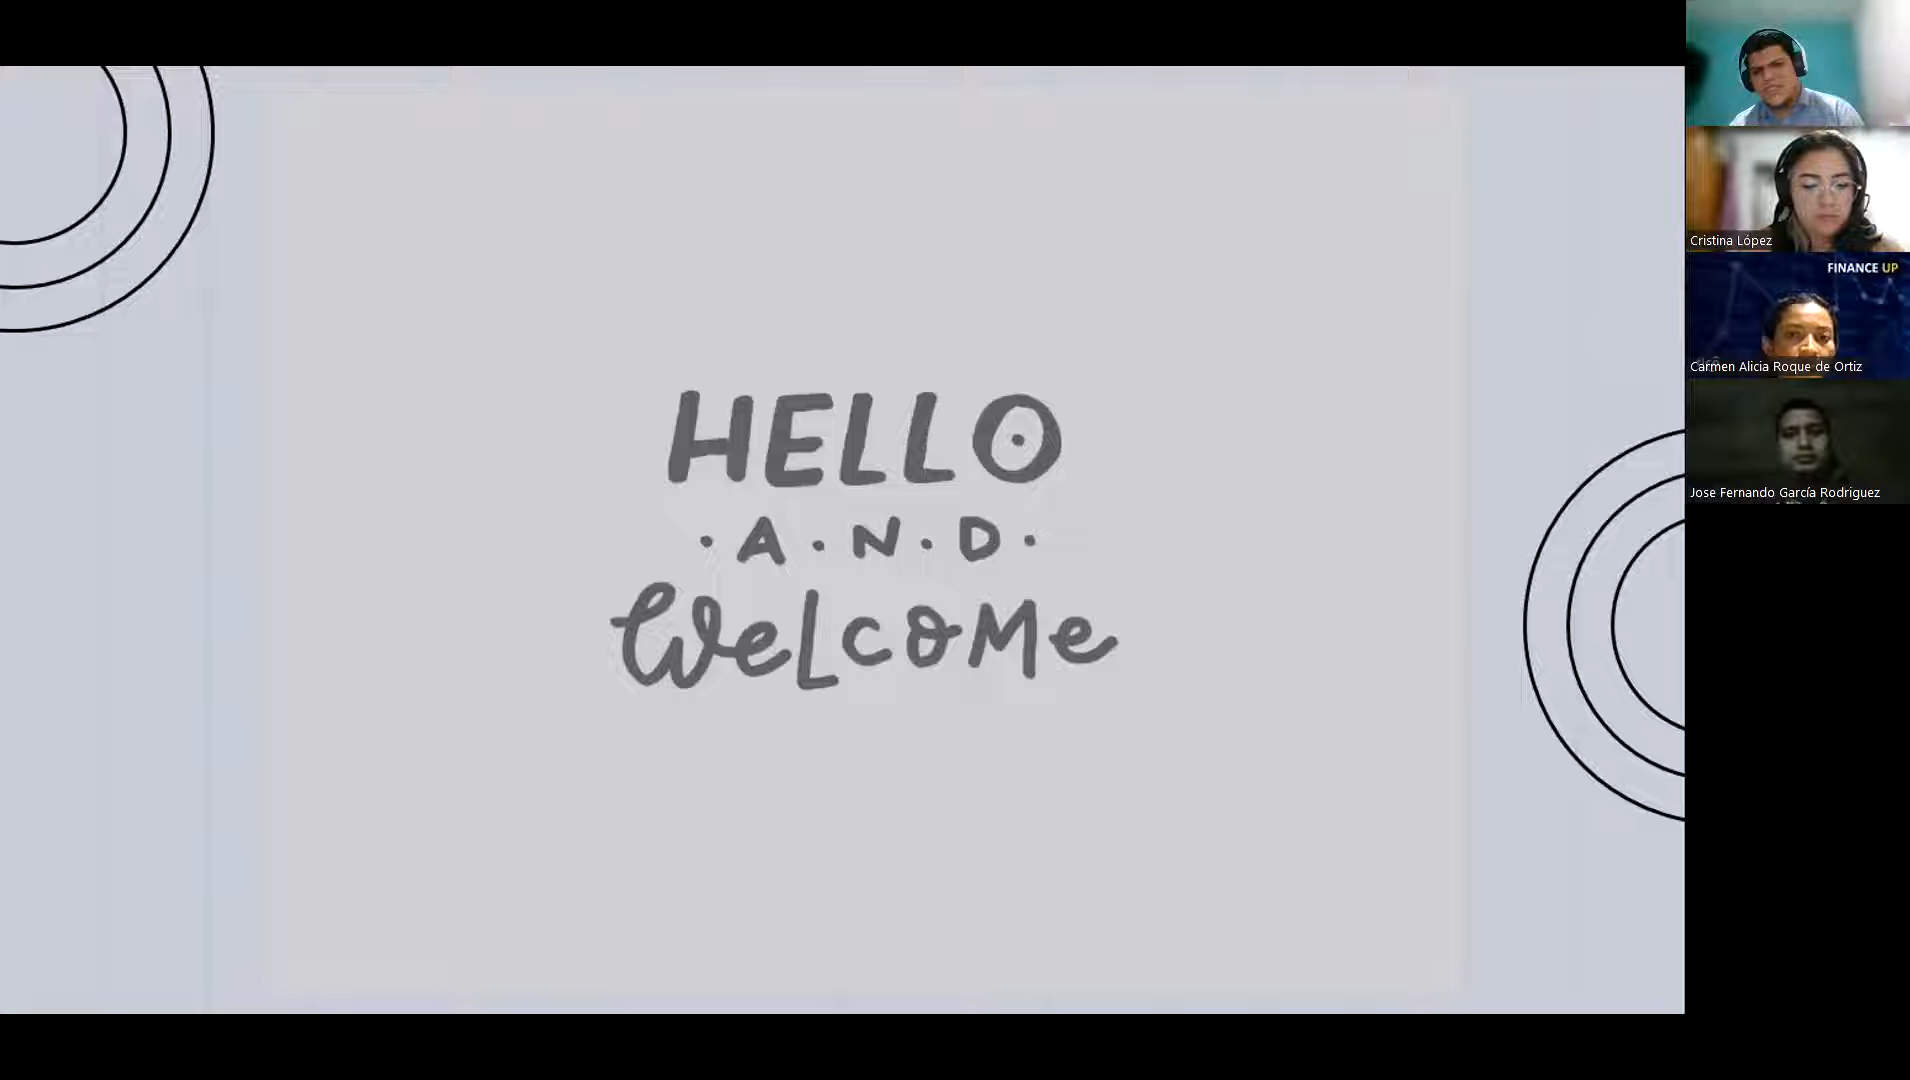 HELLO
·A·N·D·
WELCOME
Cristina López
FINANCE UP
Carmen Alicia Roque de Ortiz
Jose Fernando García Rodriguez